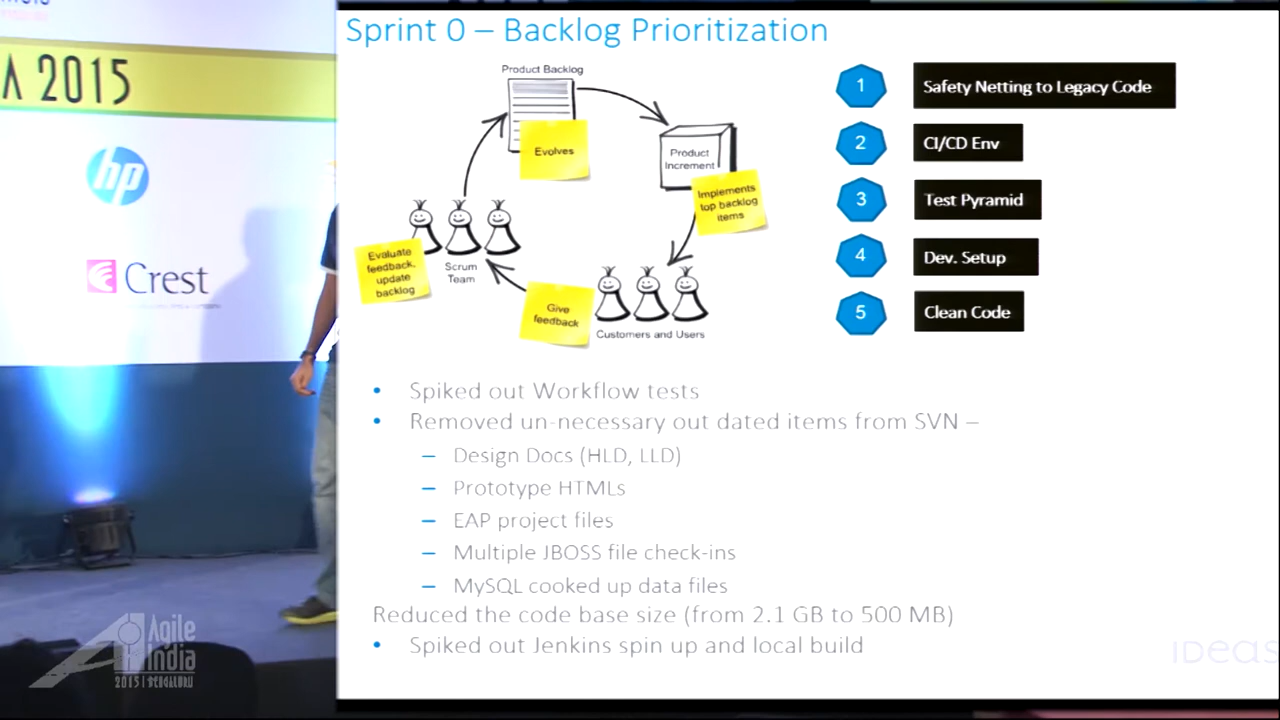 Sprint 0 – Backlog Prioritization
A 2015
hp
Crest
Product Backlog
Evolves
Product
Increment
Implements
top backlog
items
Scrum
Team
Evaluate
feedback,
update
backlog
Give
feedback
Customers and Users
1 Safety Netting to Legacy Code
2 CI/CD Env
3 Test Pyramid
4 Dev. Setup
5 Clean Code
• Spiked out Workflow tests
• Removed un-necessary out dated items from SVN –
– Design Docs (HLD, LLD)
– Prototype HTMLs
– EAP project files
– Multiple JBOSS file check-ins
– MySQL cooked up data files
Reduced the code base size (from 2.1 GB to 500 MB)
• Spiked out Jenkins spin up and local build
ideas
Agile
India
2015 | BENGALURU